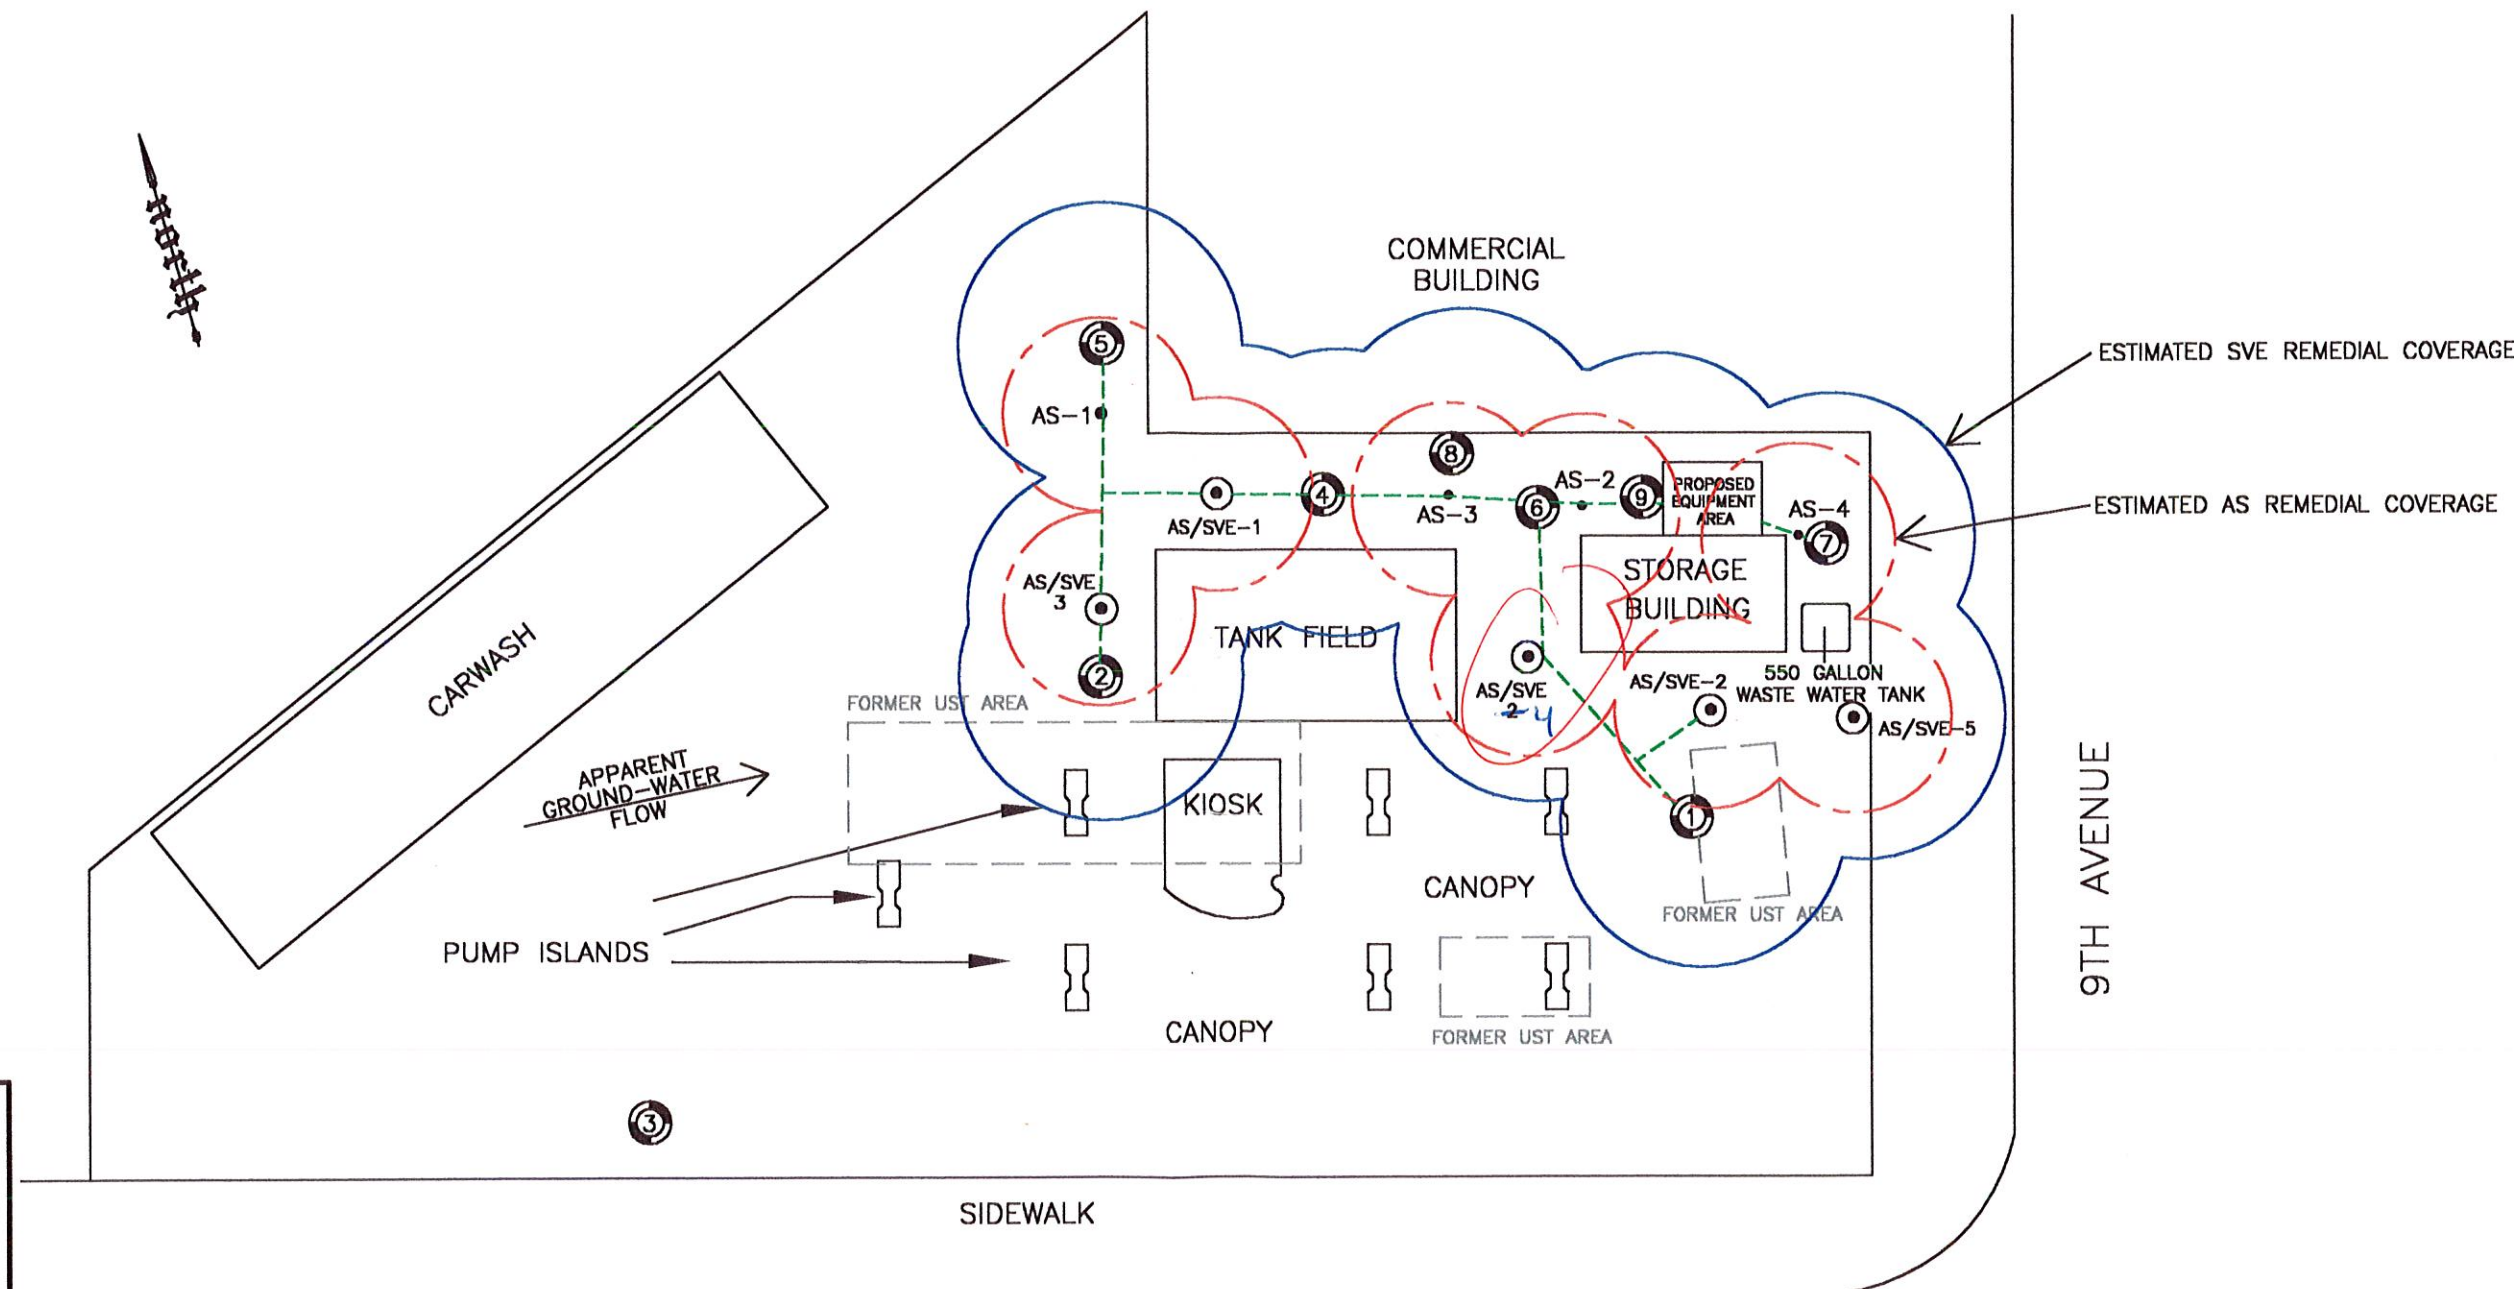 COMMERCIAL
BUILDING
ESTIMATED SVE REMEDIAL COVERAGE
5
AS-1
8
AS-2
PROPOSED
EQUIPMENT
AREA
ESTIMATED AS REMEDIAL COVERAGE
4
AS-3
6
9
AS-4
AS/SVE-1
7
AS/SVE
3
STORAGE
BUILDING
TANK FIELD
CARWASH
2
AS/SVE
2 4
AS/SVE-2
550 GALLON
WASTE WATER TANK
AS/SVE-5
FORMER UST AREA
APPARENT
GROUND-WATER
FLOW
KIOSK
1
9TH AVENUE
CANOPY
FORMER UST AREA
PUMP ISLANDS
CANOPY
FORMER UST AREA
3
SIDEWALK